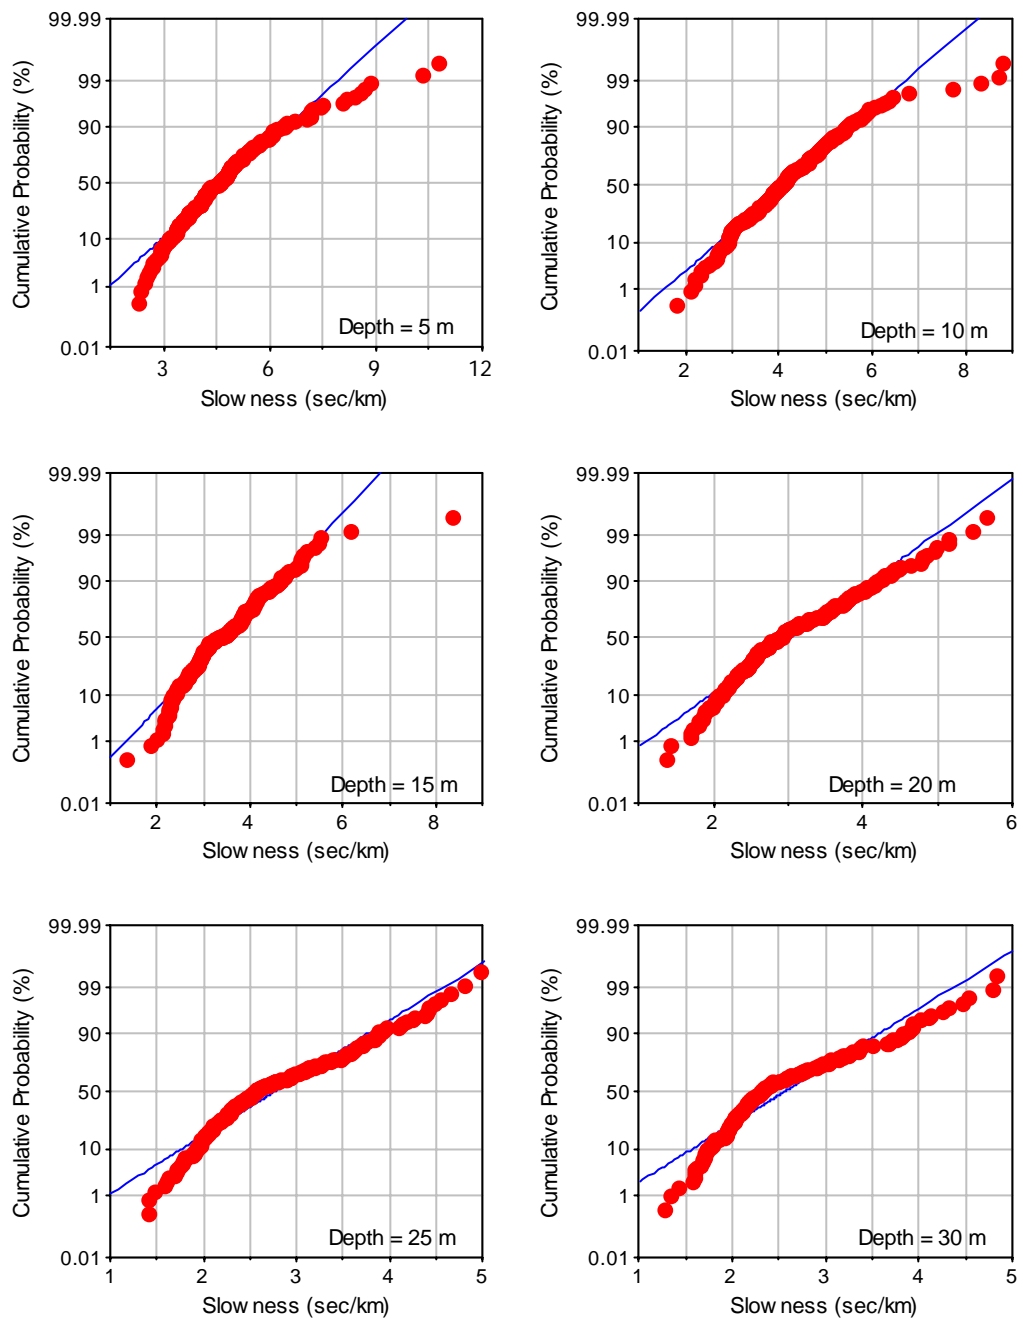 99.99
99
90
50
10
1
0.01
Cumulative Probability (%)
Depth = 5 m
3 6 9 12
Slow ness (sec/km)
99.99
99
90
50
10
1
0.01
Cumulative Probability (%)
Depth = 10 m
2 4 6 8
Slow ness (sec/km)
99.99
99
90
50
10
1
0.01
Cumulative Probability (%)
Depth = 15 m
2 4 6 8
Slow ness (sec/km)
99.99
99
90
50
10
1
0.01
Cumulative Probability (%)
Depth = 20 m
2 4 6
Slow ness (sec/km)
99.99
99
90
50
10
1
0.01
Cumulative Probability (%)
Depth = 25 m
1 2 3 4 5
Slow ness (sec/km)
99.99
99
90
50
10
1
0.01
Cumulative Probability (%)
Depth = 30 m
1 2 3 4 5
Slow ness (sec/km)